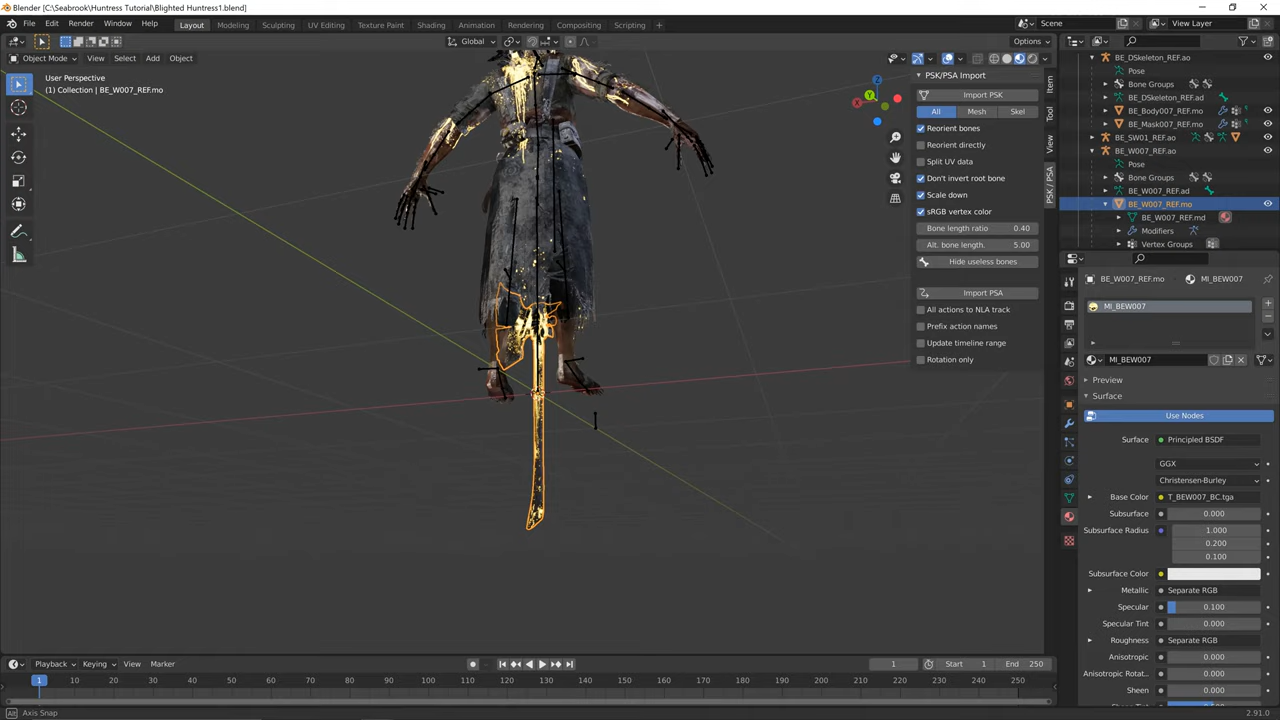 Blender [C:\Seabrook\Huntress Tutorial\Blighted Huntress1.blend]
File Edit Render Window Help Layout Modeling Sculpting UV Editing Texture Paint Shading Animation Rendering Compositing Scripting Scene View Layer
Global Options
Object Mode View Select Add Object
User Perspective
(1) Collection | BE_W007_REF.mo
PSK/PSA Import
Import PSK
All Mesh Skel
Reorient bones
Reorient directly
Split UV data
Don't invert root bone
Scale down
sRGB vertex color
Bone length ratio 0.40
Alt. bone length. 5.00
Hide useless bones
Import PSA
All actions to NLA track
Prefix action names
Update timeline range
Rotation only
Item
Tool
View
PSK / PSA
BE_DSkeleton_REF.ao
Pose
Bone Groups
BE_DSkeleton_REF.ad
BE_Body007_REF.mo
BE_Mask007_REF.mo
BE_SW01_REF.ao
BE_W007_REF.ao
Pose
Bone Groups
BE_W007_REF.ad
BE_W007_REF.mo
BE_W007_REF.md
Modifiers
Vertex Groups
BE_W007_REF.mo MI_BEW007
MI_BEW007
MI_BEW007
Preview
Surface
Use Nodes
Surface Principled BSDF
GGX
Christensen-Burley
Base Color T_BEW007_BC.tga
Subsurface 0.000
Subsurface Radius 1.000
0.200
0.100
Subsurface Color
Metallic Separate RGB
Specular 0.100
Specular Tint 0.000
Roughness Separate RGB
Anisotropic 0.000
Anisotropic Rotat.. 0.000
Sheen 0.000
Playback Keying View Marker 1 Start 1 End 250
1 10 20 30 40 50 60 70 80 90 100 110 120 130 140 150 160 170 180 190 200 210 220 230 240 250
Axis Snap 2.91.0